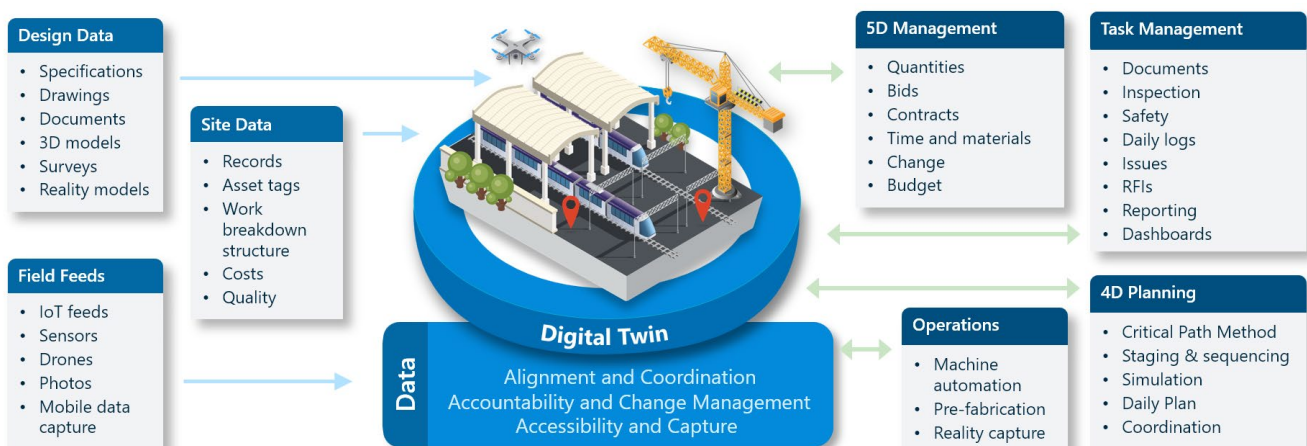 Design Data
• Specifications
• Drawings
• Documents
• 3D models
• Surveys
• Reality models
Site Data
• Records
• Asset tags
• Work
breakdown
structure
• Costs
• Quality
Field Feeds
• IoT feeds
• Sensors
• Drones
• Photos
• Mobile data
capture
Digital Twin
Data
Alignment and Coordination
Accountability and Change Management
Accessibility and Capture
5D Management
• Quantities
• Bids
• Contracts
• Time and materials
• Change
• Budget
Task Management
• Documents
• Inspection
• Safety
• Daily logs
• Issues
• RFIs
• Reporting
• Dashboards
Operations
• Machine
automation
• Pre-fabrication
• Reality capture
4D Planning
• Critical Path Method
• Staging & sequencing
• Simulation
• Daily Plan
• Coordination